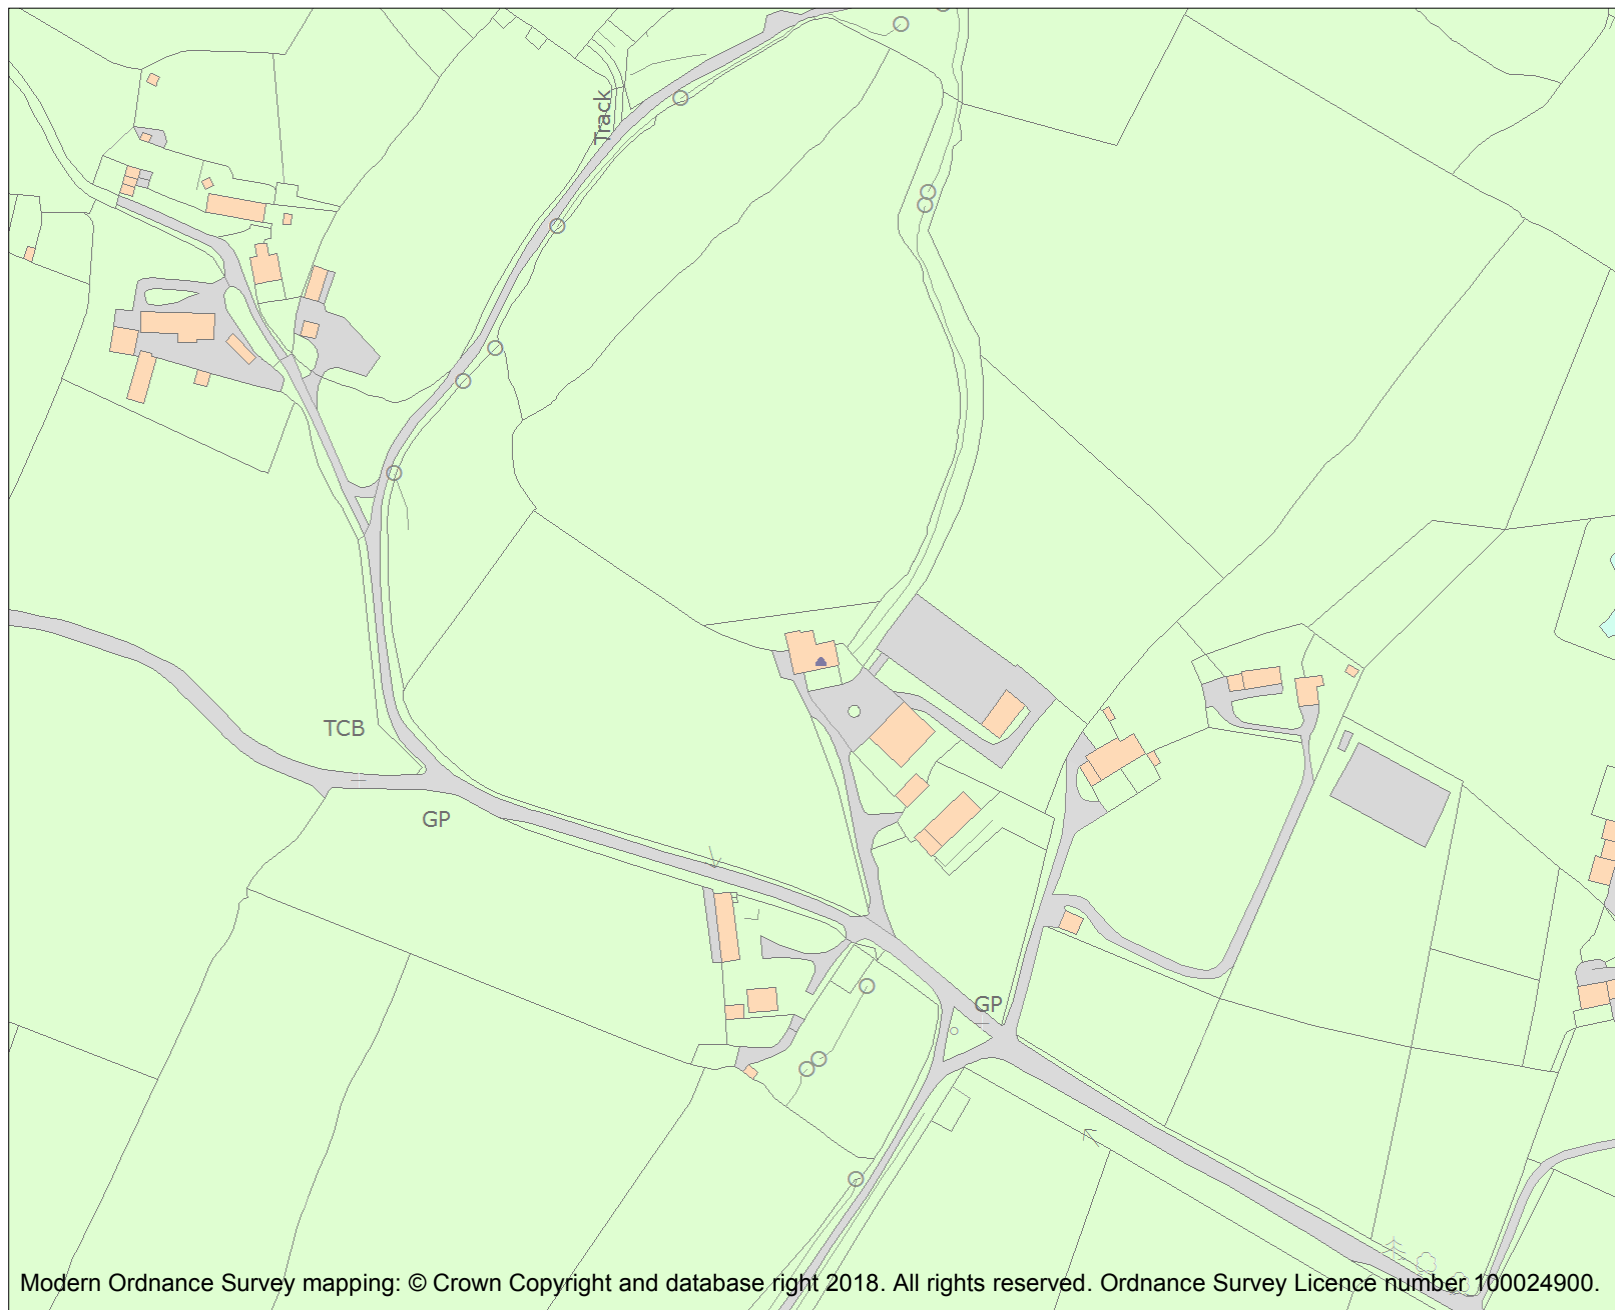 Track
TCB
GP
GP
Modern Ordnance Survey mapping: © Crown Copyright and database right 2018. All rights reserved. Ordnance Survey Licence number 100024900.